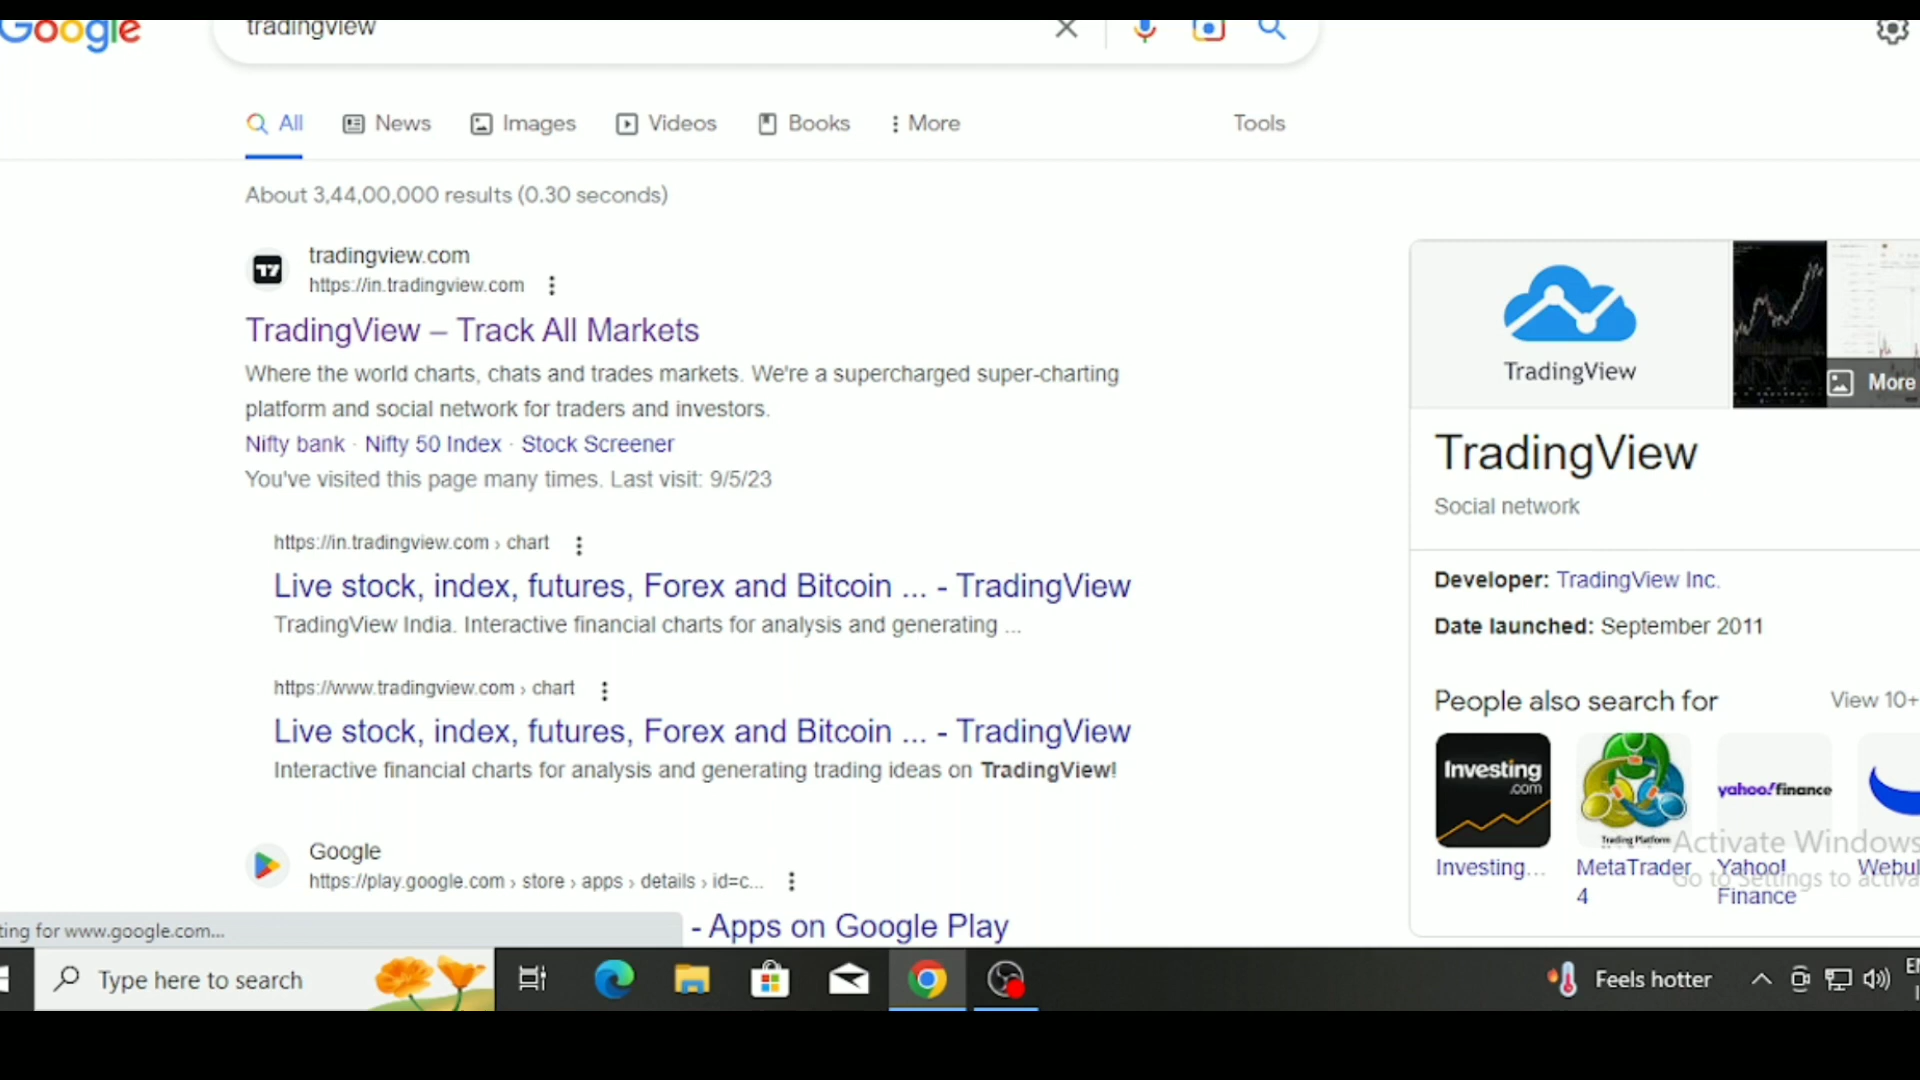 Google
tradingview
All
News
Images
Videos
Books
More
Tools
About 3,44,00,000 results (0.30 seconds)
tradingview.com
https://in.tradingview.com
TradingView – Track All Markets
Where the world charts, chats and trades markets. We're a supercharged super-charting
platform and social network for traders and investors.
Nifty bank · Nifty 50 Index · Stock Screener
You've visited this page many times. Last visit: 9/5/23
https://in.tradingview.com › chart
Live stock, index, futures, Forex and Bitcoin ... - TradingView
TradingView India. Interactive financial charts for analysis and generating ...
https://www.tradingview.com › chart
Live stock, index, futures, Forex and Bitcoin ... - TradingView
Interactive financial charts for analysis and generating trading ideas on TradingView!
Google
https://play.google.com › store › apps › details › id=c...
- Apps on Google Play
ting for www.google.com...
TradingView
More
TradingView
Social network
Developer: TradingView Inc.
Date launched: September 2011
People also search for
View 10+
Investing
.com
Trading Platform
yahoo!finance
Investing...
MetaTrader
4
Yahoo!
Finance
Webul
Activate Windows
Go to Settings to activa
Type here to search
Feels hotter